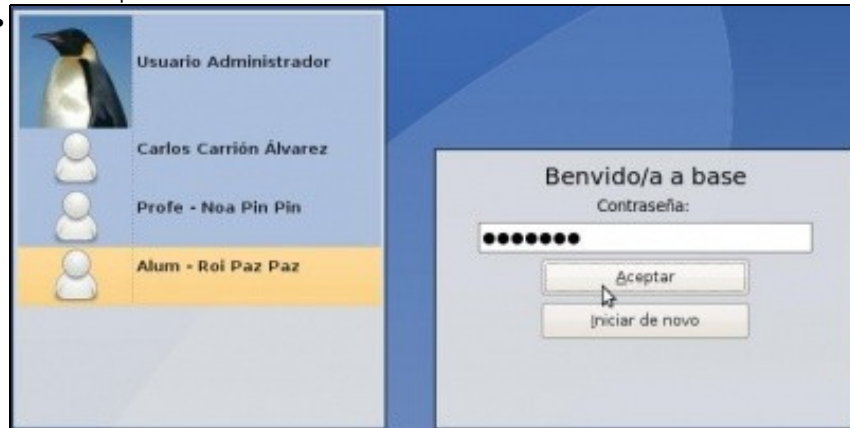 Usuario Administrador
Carlos Carrión Álvarez
Profe - Noa Pin Pin
Alum - Roi Paz Paz
Benvido/a a base
Contraseña:
Aceptar
Iniciar de novo